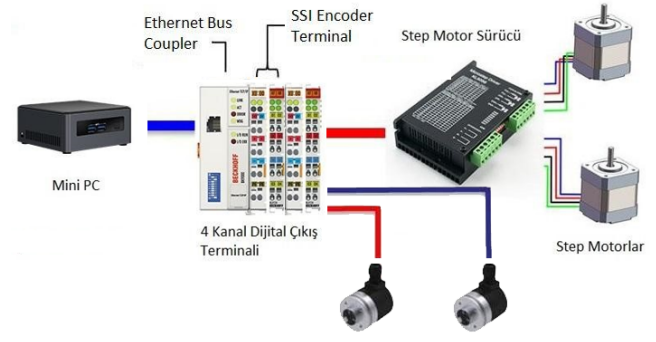 Ethernet Bus
Coupler
SSI Encoder
Terminal
Step Motor Sürücü
Mini PC
BECKHOFF
4 Kanal Dijital Çıkış
Terminali
Step Motorlar